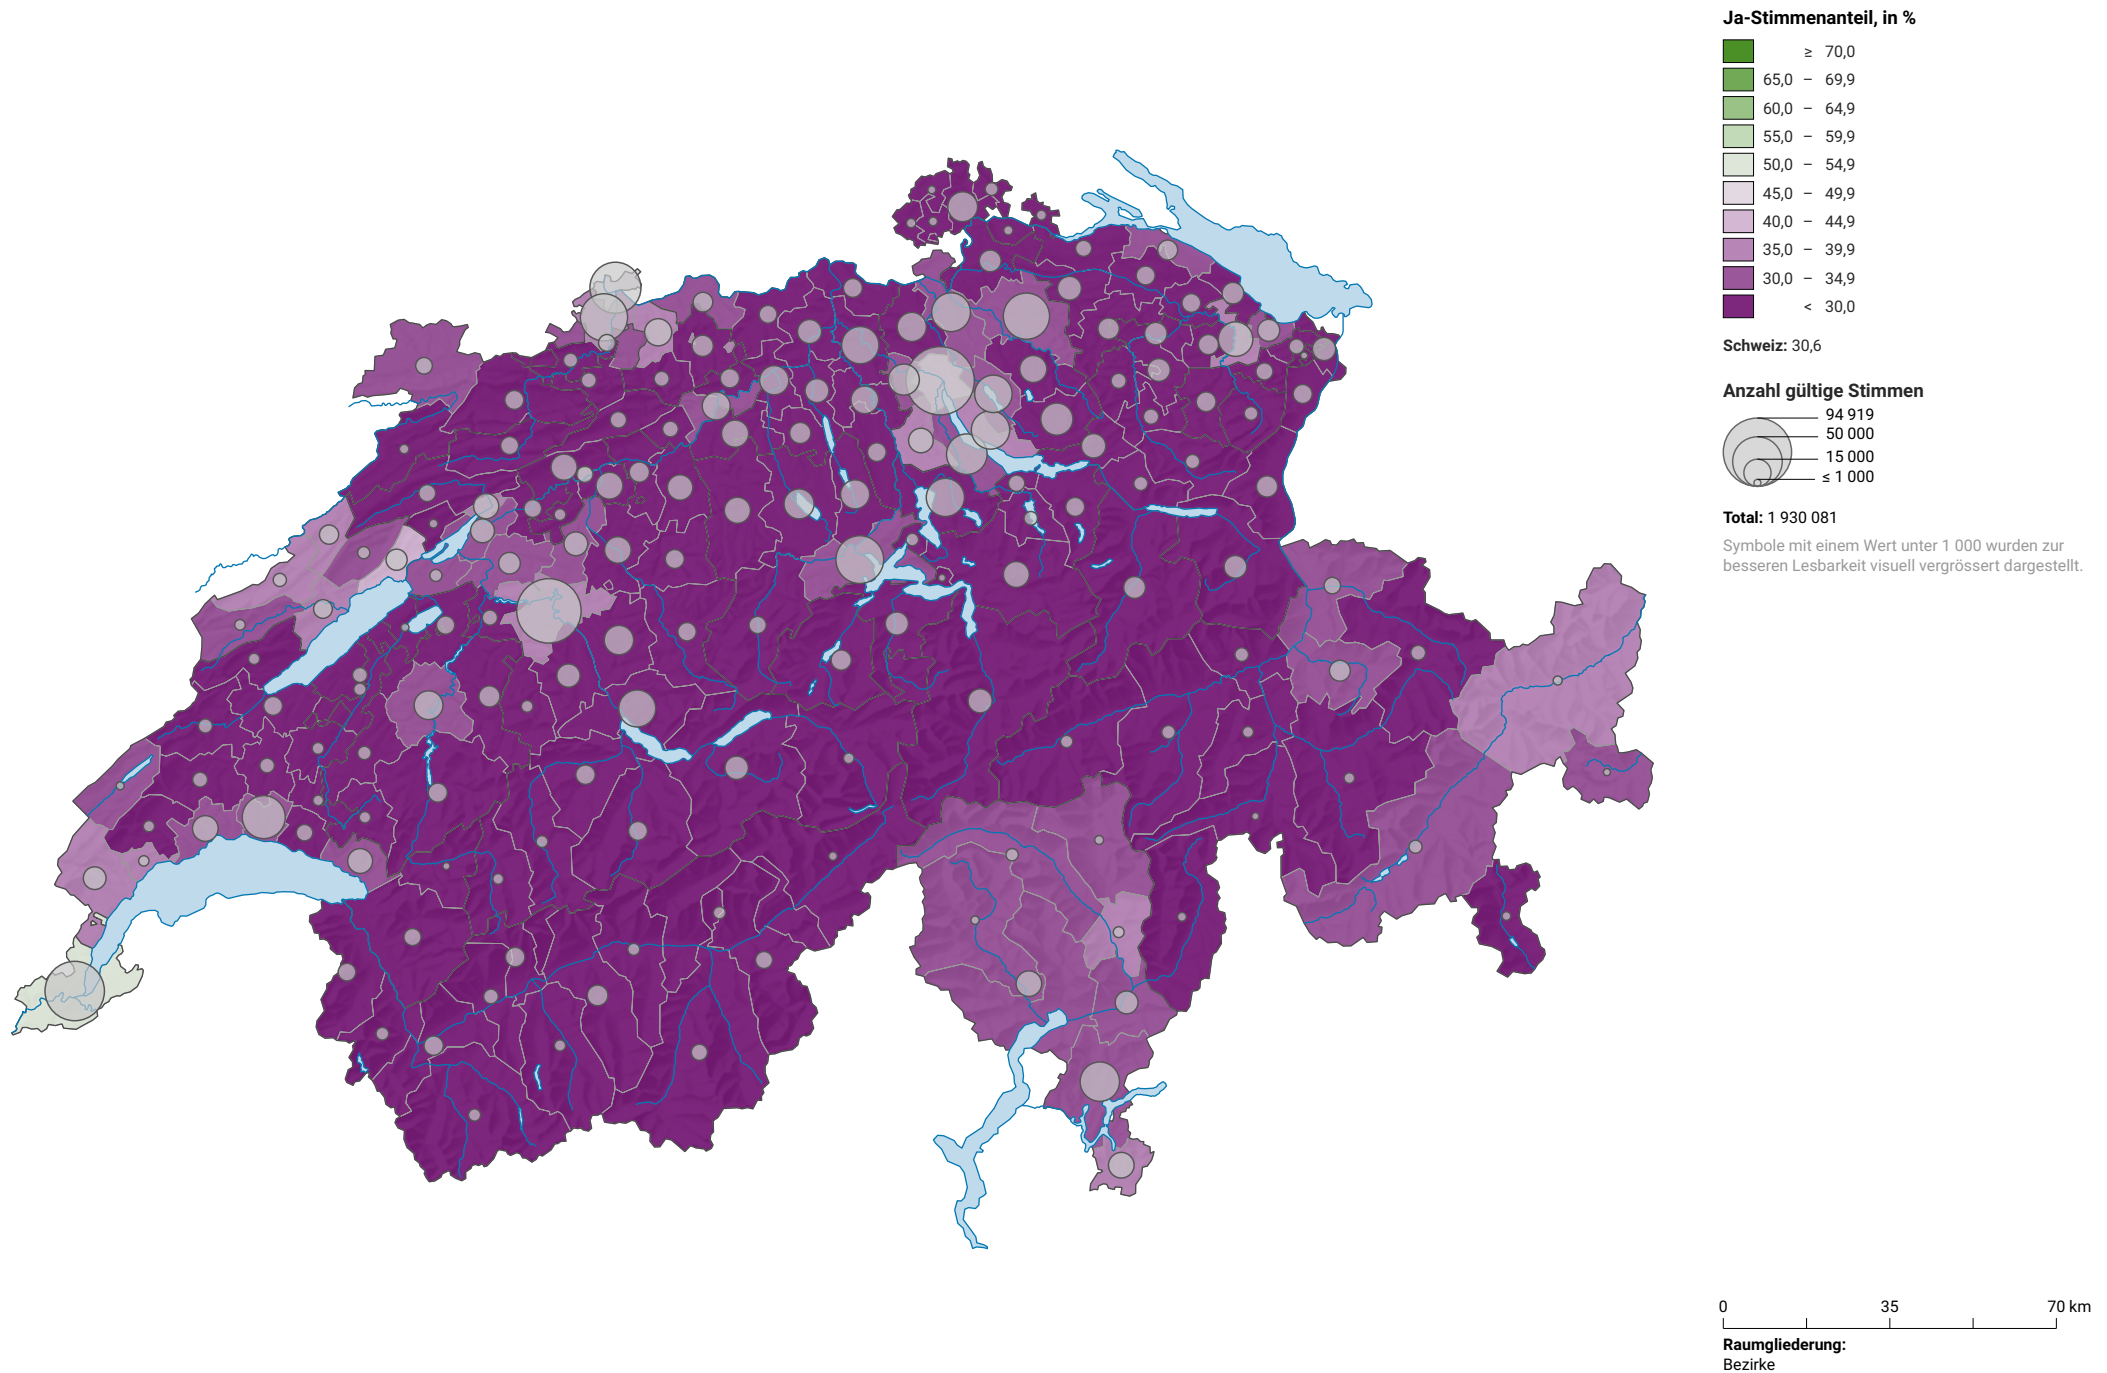 Ja-Stimmenanteil, in %
≥ 70,0
65,0 – 69,9
60,0 – 64,9
55,0 – 59,9
50,0 – 54,9
45,0 – 49,9
40,0 – 44,9
35,0 – 39,9
30,0 – 34,9
< 30,0
Schweiz: 30,6
Anzahl gültige Stimmen
94 919
50 000
15 000
≤ 1 000
Total: 1 930 081
Symbole mit einem Wert unter 1 000 wurden zur
besseren Lesbarkeit visuell vergrössert dargestellt.
0 35 70 km
Raumgliederung:
Bezirke